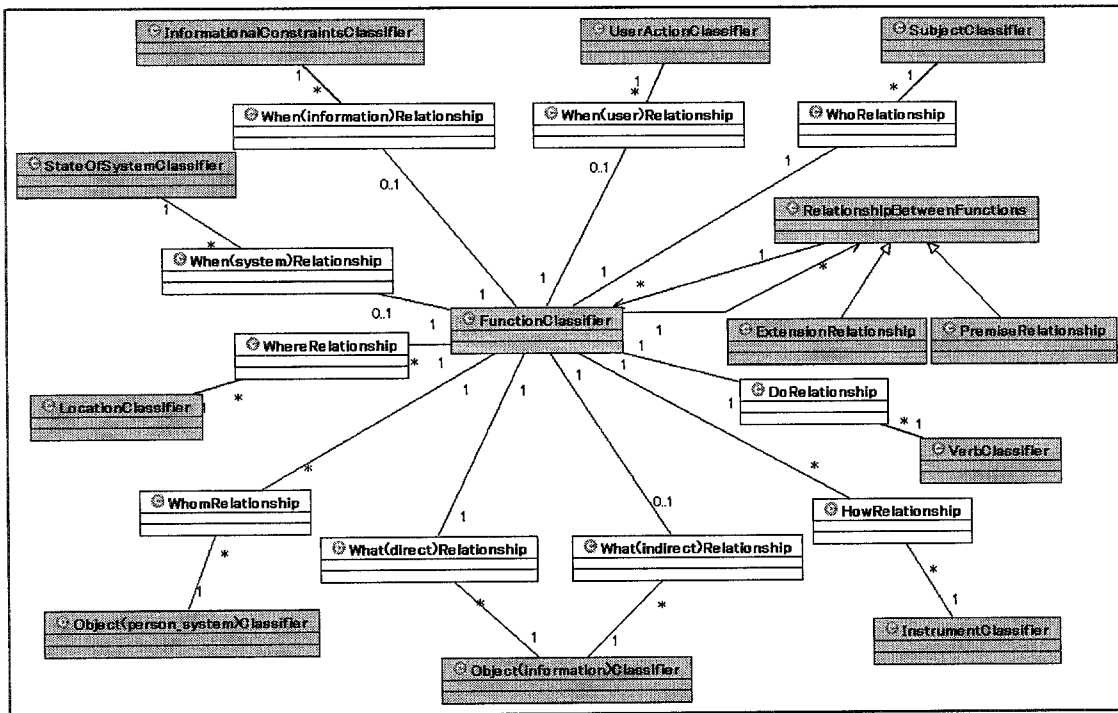 InformationalConstraintsClassifier
UserActionClassifier
SubjectClassifier
1
*
1
*
1
*
When(information)Relationship
When(user)Relationship
WhoRelationship
StateOfSystemClassifier
0..1
0..1
1
1
*
RelationshipBetweenFunctions
When(system)Relationship
1
*
1
*
1
1
1
0..1
1
FunctionClassifier
1
ExtensionRelationship
PremiseRelationship
WhereRelationship
*
1
1
1
1
1
1
1
DoRelationship
LocationClassifier
1
*
1
*
1
VerbClassifier
*
*
WhomRelationship
1
0..1
HowRelationship
*
What(direct)Relationship
What(indirect)Relationship
*
1
*
*
1
Object(person_system)Classifier
1
1
InstrumentClassifier
Object(information)Classifier